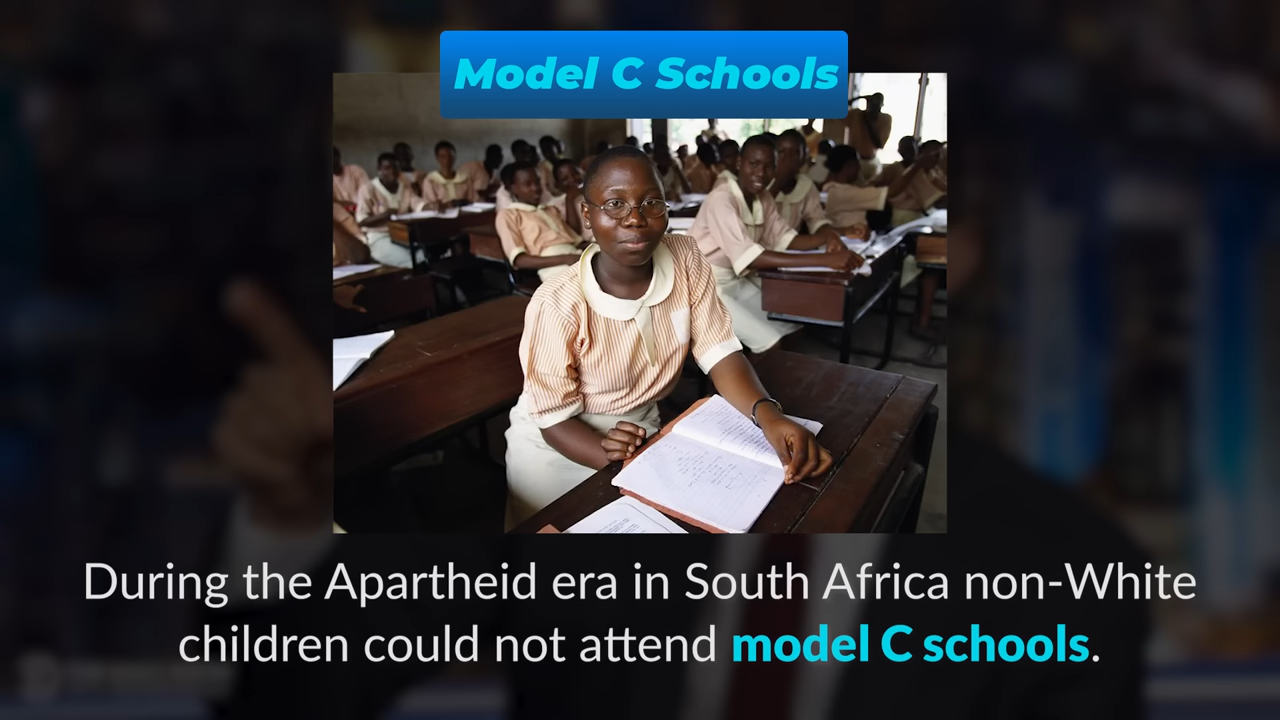 Model C Schools
During the Apartheid era in South Africa non-White
children could not attend model C schools.